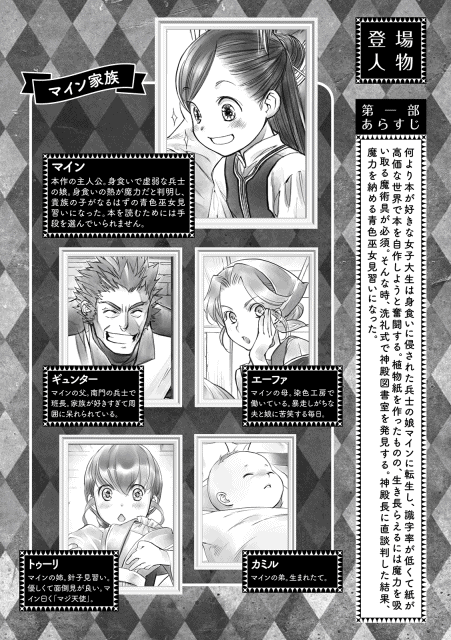 登場
人物
第一部
あらすじ
何より本が好きな女子大生は身食いに侵された兵士の娘マインに転生し、識字率が低くて紙が
高価な世界で本を自作しようと奮闘する。植物紙を作ったものの、生き長らえるには魔力を吸
い取る魔術具が必須。そんな時、洗礼式で神殿図書室を発見する。神殿長に直談判した結果、
魔力を納める青色巫女見習いになった。
マイン家族
マイン
本作の主人公。身食いで虚弱な兵士
の娘。身食いの熱が魔力だと判明し、
貴族の子がなるはずの青色巫女見
習いになった。本を読むためには手
段を選んでいられません。
ギュンター
マインの父。南門の兵士で
班長。家族が好きすぎて周
囲に呆れられている。
エーファ
マインの母。染色工房で
働いている。暴走しがちな
夫と娘に苦笑する毎日。
トゥーリ
マインの姉。針子見習い。
優しくて面倒見が良い。マ
イン曰く「マジ天使」。
カミル
マインの弟。生まれたて。